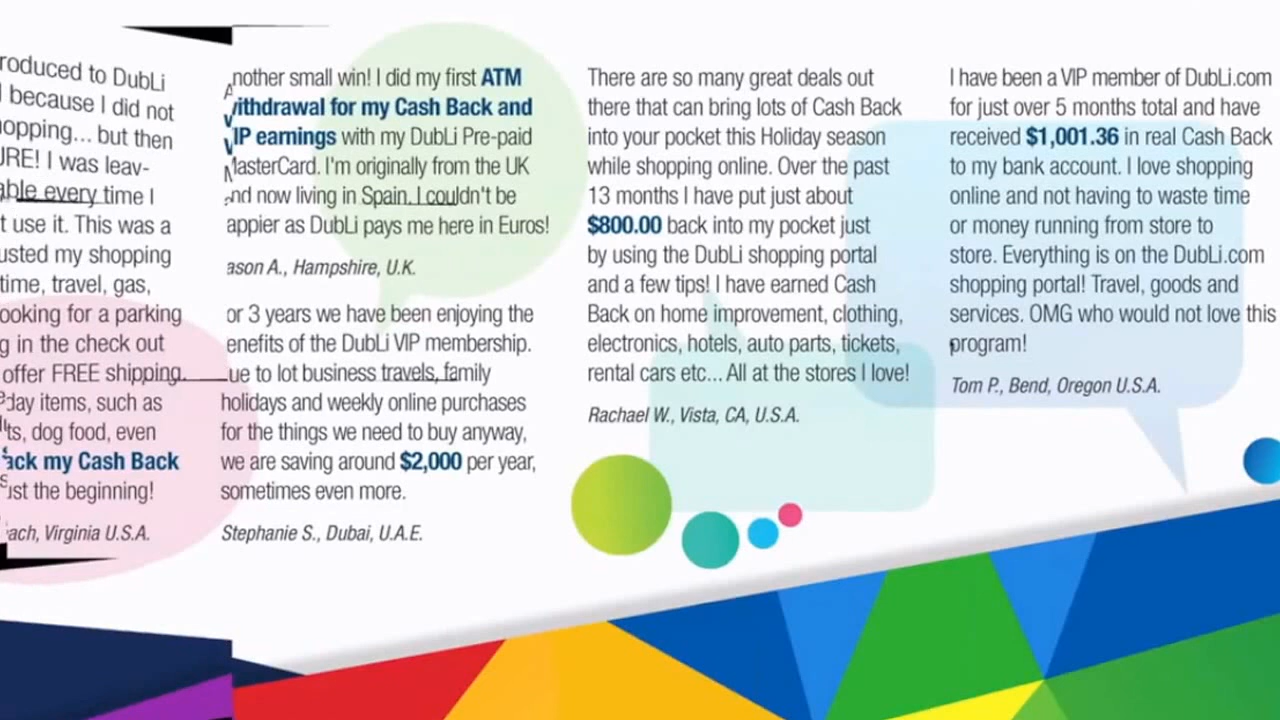 roduced to DubLi
because I did not
opping... but then
URE! I was leav-
able every time I
t use it. This was a
usted my shopping
time, travel, gas,
ooking for a parking
g in the check out
offer FREE shipping.
day items, such as
ts, dog food, even
ack my Cash Back
ust the beginning!
ach, Virginia U.S.A.
Another small win! I did my first ATM
withdrawal for my Cash Back and
VIP earnings with my DubLi Pre-paid
MasterCard. I'm originally from the UK
and now living in Spain. I couldn't be
appier as DubLi pays me here in Euros!
ason A., Hampshire, U.K.
or 3 years we have been enjoying the
enefits of the DubLi VIP membership.
ue to lot business travels, family
holidays and weekly online purchases
for the things we need to buy anyway,
we are saving around $2,000 per year,
sometimes even more.
Stephanie S., Dubai, U.A.E.
There are so many great deals out
there that can bring lots of Cash Back
into your pocket this Holiday season
while shopping online. Over the past
13 months I have put just about
$800.00 back into my pocket just
by using the DubLi shopping portal
and a few tips! I have earned Cash
Back on home improvement, clothing,
electronics, hotels, auto parts, tickets,
rental cars etc... All at the stores I love!
Rachael W., Vista, CA, U.S.A.
I have been a VIP member of DubLi.com
for just over 5 months total and have
received $1,001.36 in real Cash Back
to my bank account. I love shopping
online and not having to waste time
or money running from store to
store. Everything is on the DubLi.com
shopping portal! Travel, goods and
services. OMG who would not love this
program!
Tom P., Bend, Oregon U.S.A.